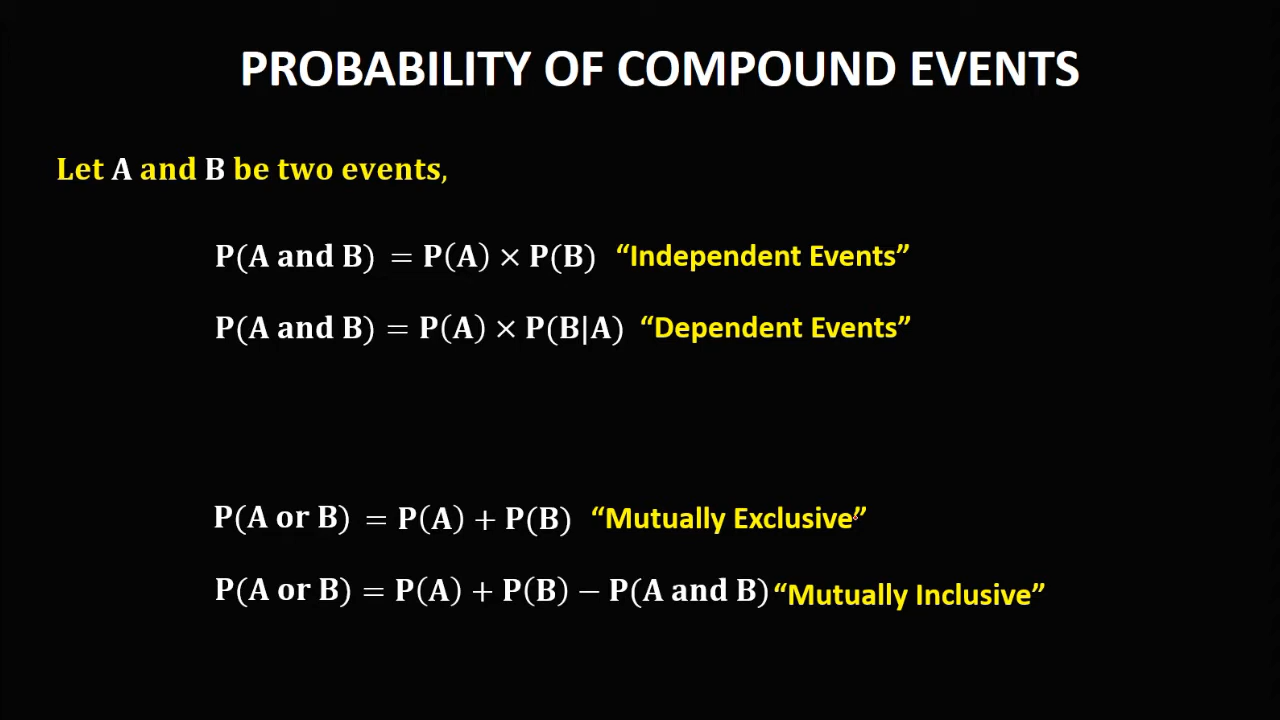 PROBABILITY OF COMPOUND EVENTS
Let A and B be two events,
P(A and B) = P(A) × P(B) “Independent Events”
P(A and B) = P(A) × P(B|A) “Dependent Events”
P(A or B) = P(A) + P(B) “Mutually Exclusive”
P(A or B) = P(A) + P(B) − P(A and B) “Mutually Inclusive”